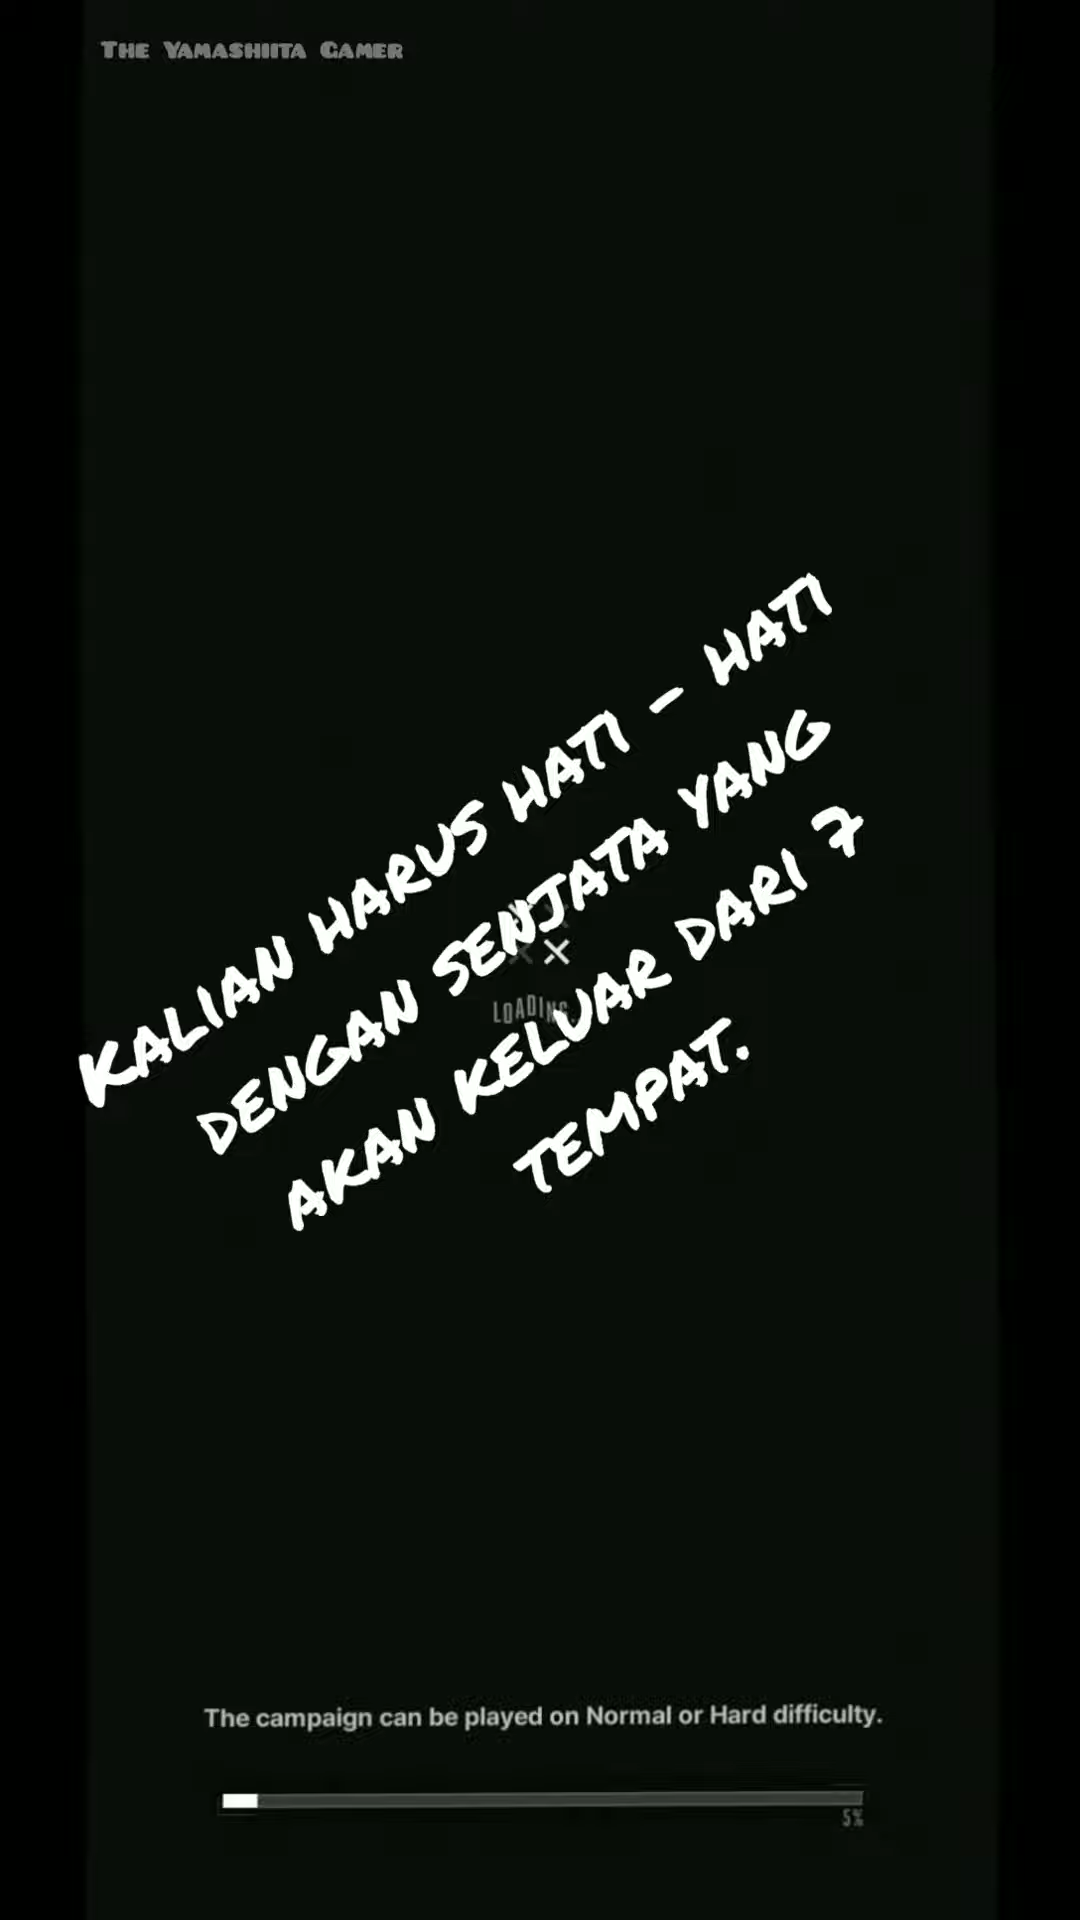 The Yamashiita Gamer
KALIAN HARUS HATI - HATI
DENGAN SENJATA YANG
AKAN KELUAR DARI 7
TEMPAT.
LOADING...
The campaign can be played on Normal or Hard difficulty.
5%